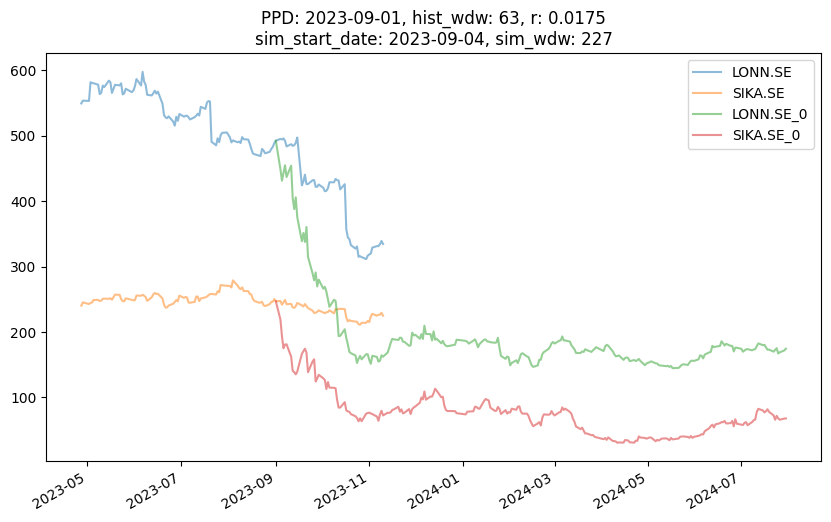 PPD: 2023-09-01, hist_wdw: 63, r: 0.0175
sim_start_date: 2023-09-04, sim_wdw: 227
LONN.SE
SIKA.SE
LONN.SE_0
SIKA.SE_0
600
500
400
300
200
100
2023-05
2023-07
2023-09
2023-11
2024-01
2024-03
2024-05
2024-07